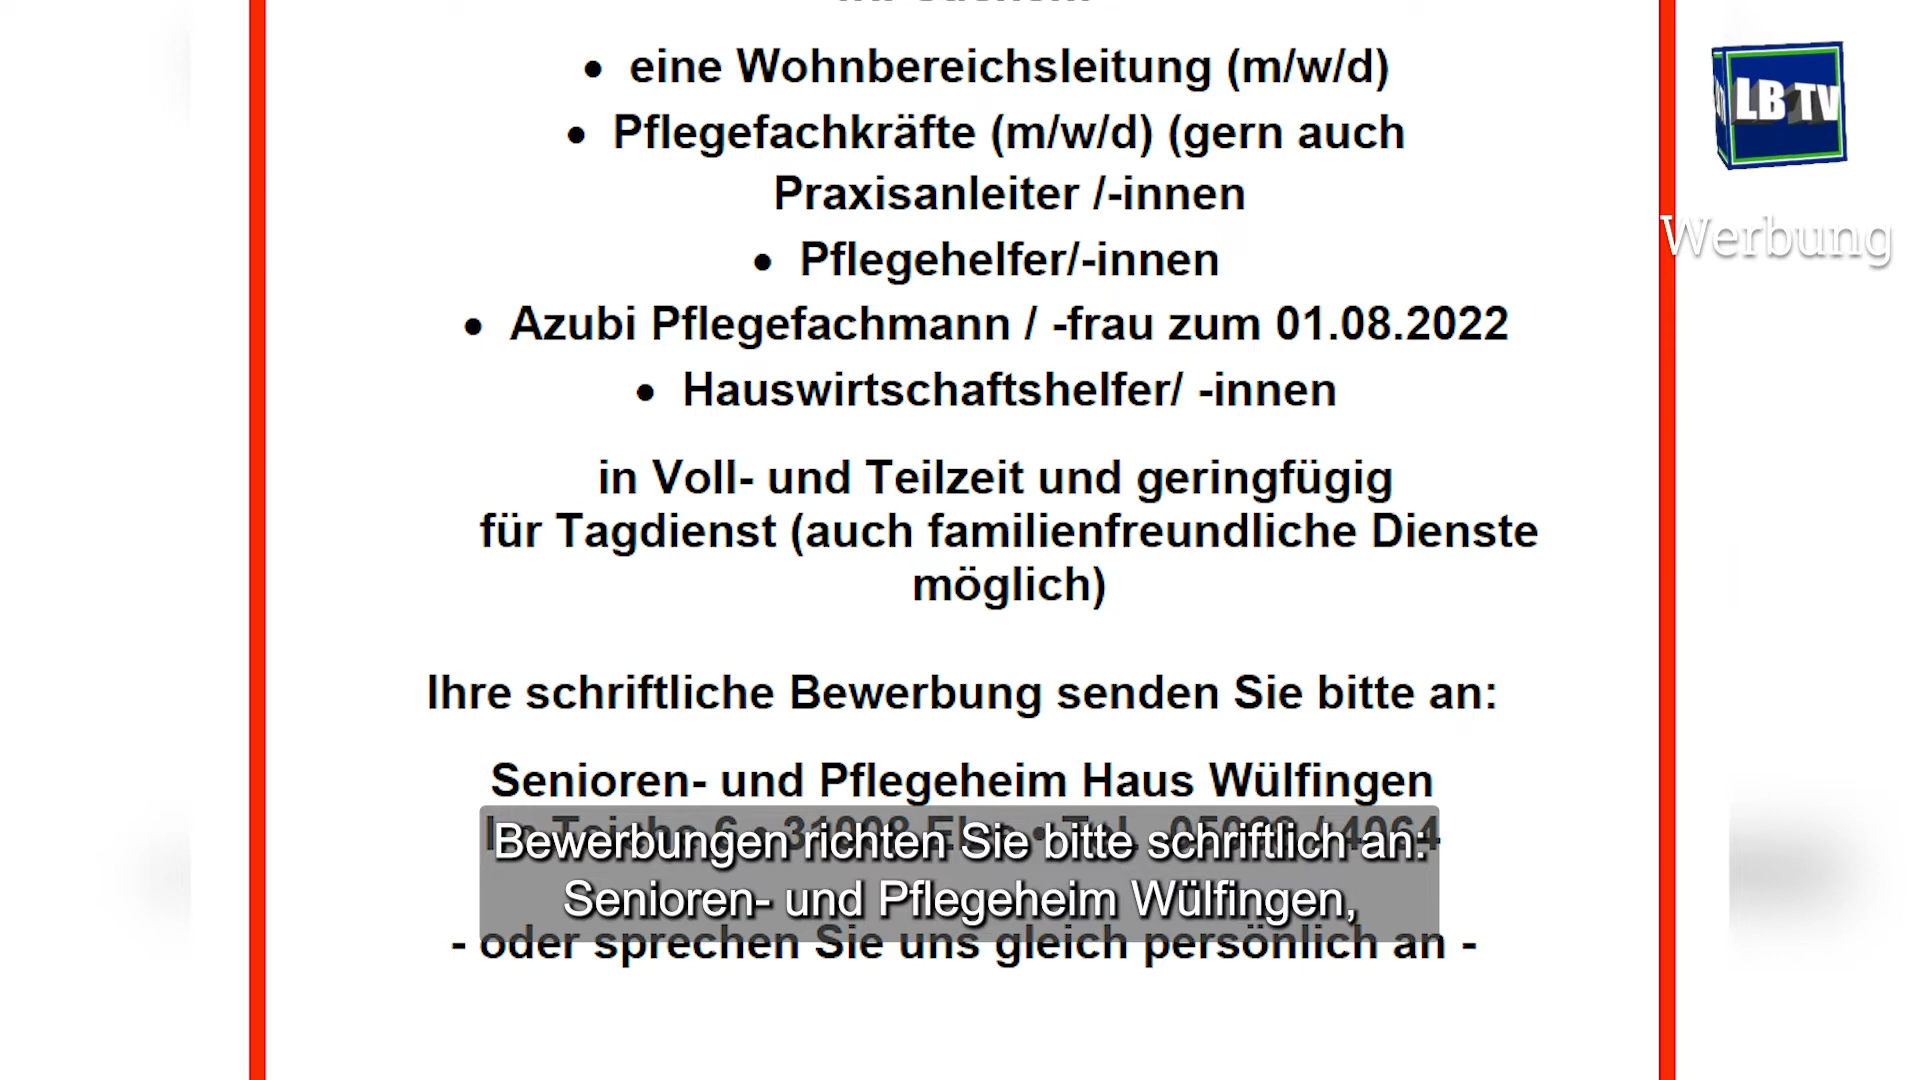 • eine Wohnbereichsleitung (m/w/d)
• Pflegefachkräfte (m/w/d) (gern auch
Praxisanleiter /-innen
• Pflegehelfer/-innen
• Azubi Pflegefachmann / -frau zum 01.08.2022
• Hauswirtschaftshelfer/ -innen
in Voll- und Teilzeit und geringfügig
für Tagdienst (auch familienfreundliche Dienste
möglich)
Ihre schriftliche Bewerbung senden Sie bitte an:
Senioren- und Pflegeheim Haus Wülfingen
Bewerbungen richten Sie bitte schriftlich an:
Senioren- und Pflegeheim Wülfingen,
- oder sprechen Sie uns gleich persönlich an -
LB TV
Werbung